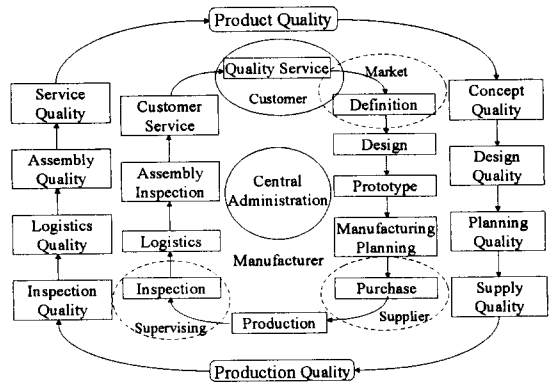 Product Quality
Quality Service
Customer
Market
Definition
Service
Quality
Customer
Service
Concept
Quality
Design
Assembly
Quality
Assembly
Inspection
Central
Administration
Prototype
Design
Quality
Logistics
Quality
Logistics
Manufacturer
Manufacturing
Planning
Planning
Quality
Inspection
Quality
Inspection
Supervising
Production
Purchase
Supplier
Supply
Quality
Production Quality